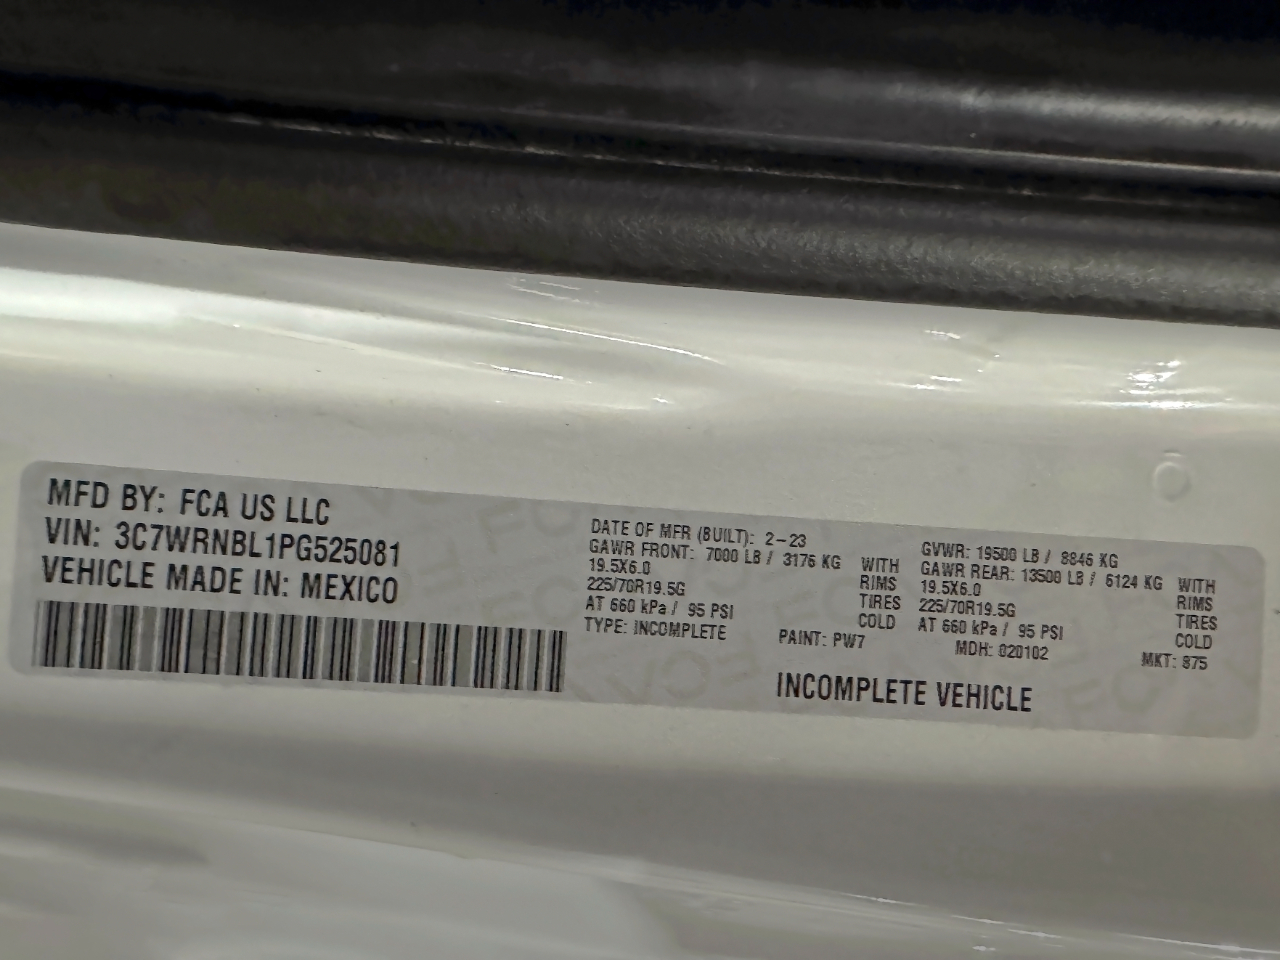 MFD BY: FCA US LLC
VIN: 3C7WRNBL1PG525081
VEHICLE MADE IN: MEXICO
DATE OF MFR (BUILT): 2-23
GAWR FRONT: 7000 LB / 3176 KG WITH
19.5X6.0 RIMS
225/70R19.5G TIRES
AT 660 kPa / 95 PSI COLD
TYPE: INCOMPLETE
GVWR: 19500 LB / 8846 KG
GAWR REAR: 13500 LB / 6124 KG WITH
19.5X6.0 RIMS
225/70R19.5G TIRES
AT 660 kPa / 95 PSI COLD
PAINT: PW7 MDH: 020102 MKT: 875
INCOMPLETE VEHICLE